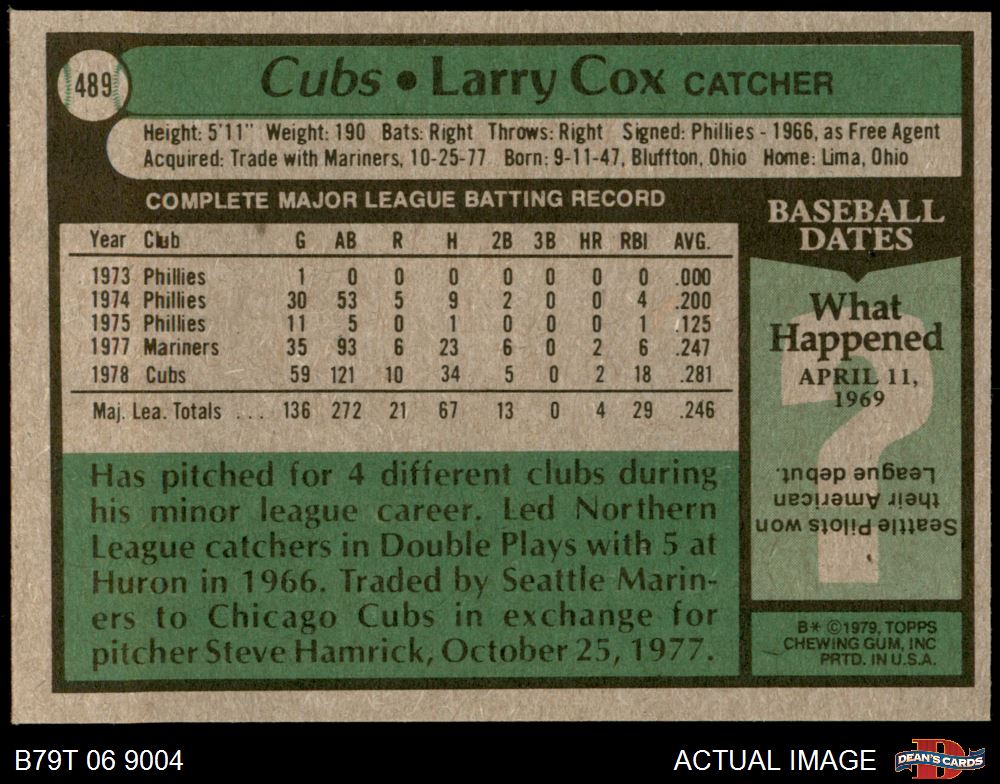 489
Cubs • Larry Cox CATCHER
Height: 5'11" Weight: 190 Bats: Right Throws: Right Signed: Phillies - 1966, as Free Agent
Acquired: Trade with Mariners, 10-25-77 Born: 9-11-47, Bluffton, Ohio Home: Lima, Ohio
COMPLETE MAJOR LEAGUE BATTING RECORD
Year Club G AB R H 2B 3B HR RBI AVG.
1973 Phillies 1 0 0 0 0 0 0 0 .000
1974 Phillies 30 53 5 9 2 0 0 4 .200
1975 Phillies 11 5 0 1 0 0 0 1 .125
1977 Mariners 35 93 6 23 6 0 2 6 .247
1978 Cubs 59 121 10 34 5 0 2 18 .281
Maj. Lea. Totals ... 136 272 21 67 13 0 4 29 .246
Has pitched for 4 different clubs during
his minor league career. Led Northern
League catchers in Double Plays with 5 at
Huron in 1966. Traded by Seattle Marin-
ers to Chicago Cubs in exchange for
pitcher Steve Hamrick, October 25, 1977.
BASEBALL
DATES
What
Happened
APRIL 11,
1969
?
Seattle Pilots won
their American
League debut.
B* ©1979, TOPPS
CHEWING GUM, INC
PRTD. IN U.S.A.
B79T 06 9004
ACTUAL IMAGE
D
DEAN'S CARDS